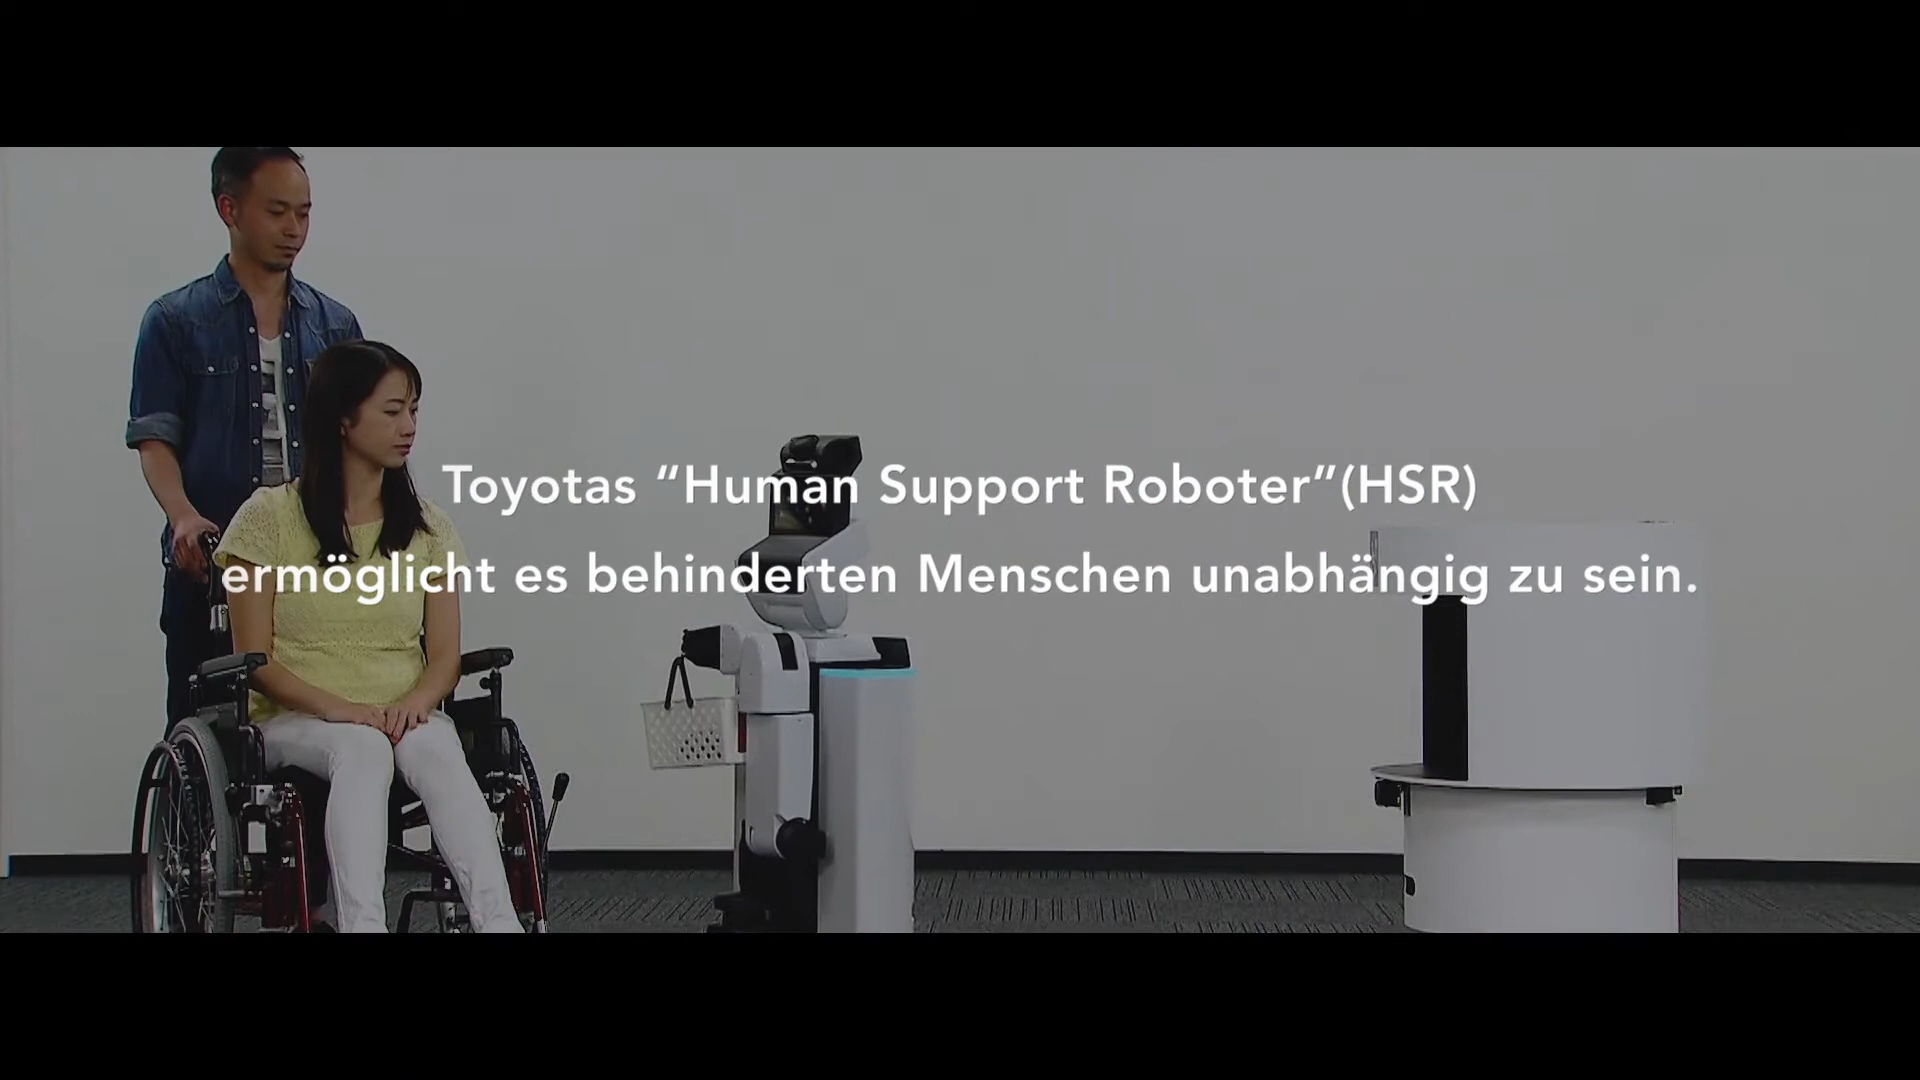 Toyotas “Human Support Roboter”(HSR)
ermöglicht es behinderten Menschen unabhängig zu sein.